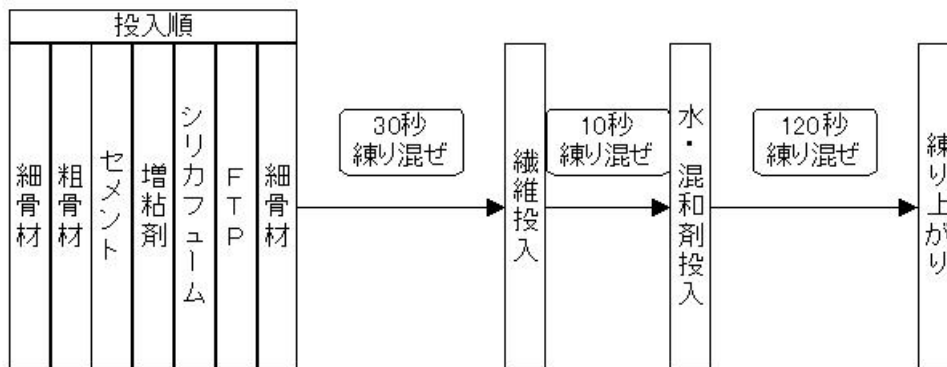 投入順
細骨材
粗骨材
セメント
増粘剤
シリカフューム
FTP
細骨材
30秒
練り混ぜ
繊維投入
10秒
練り混ぜ
水・混和剤投入
120秒
練り混ぜ
練り上がり